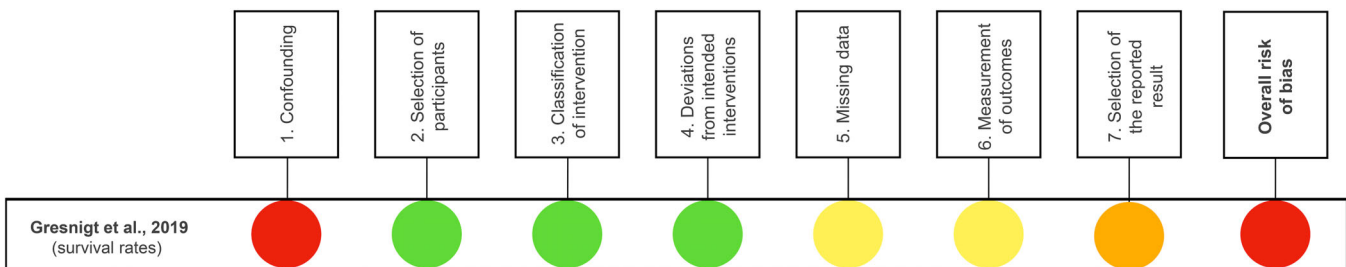 1. Confounding
2. Selection of
participants
3. Classification
of intervention
4. Deviations
from intended
interventions
5. Missing data
6. Measurement
of outcomes
7. Selection of
the reported
result
Overall risk
of bias
Gresnigt et al., 2019
(survival rates)